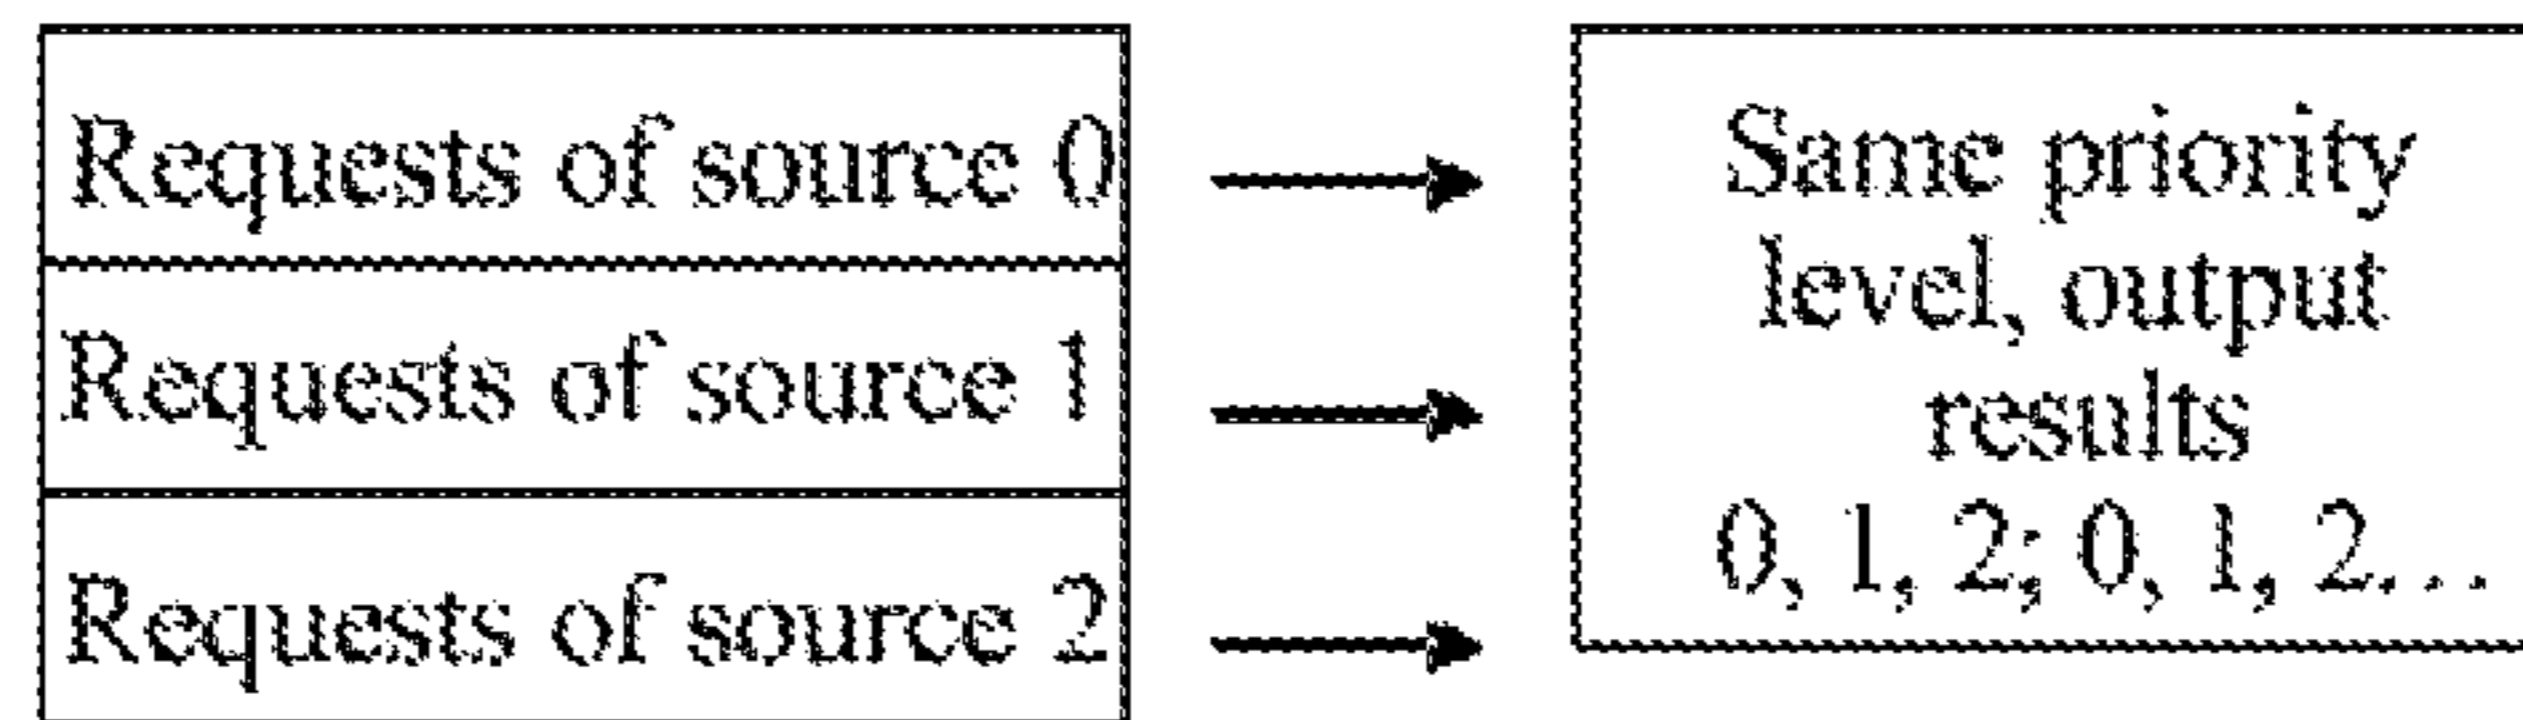 Requests of source 0
Requests of source 1
Requests of source 2
Same priority
level, output
results
0, 1, 2; 0, 1, 2...